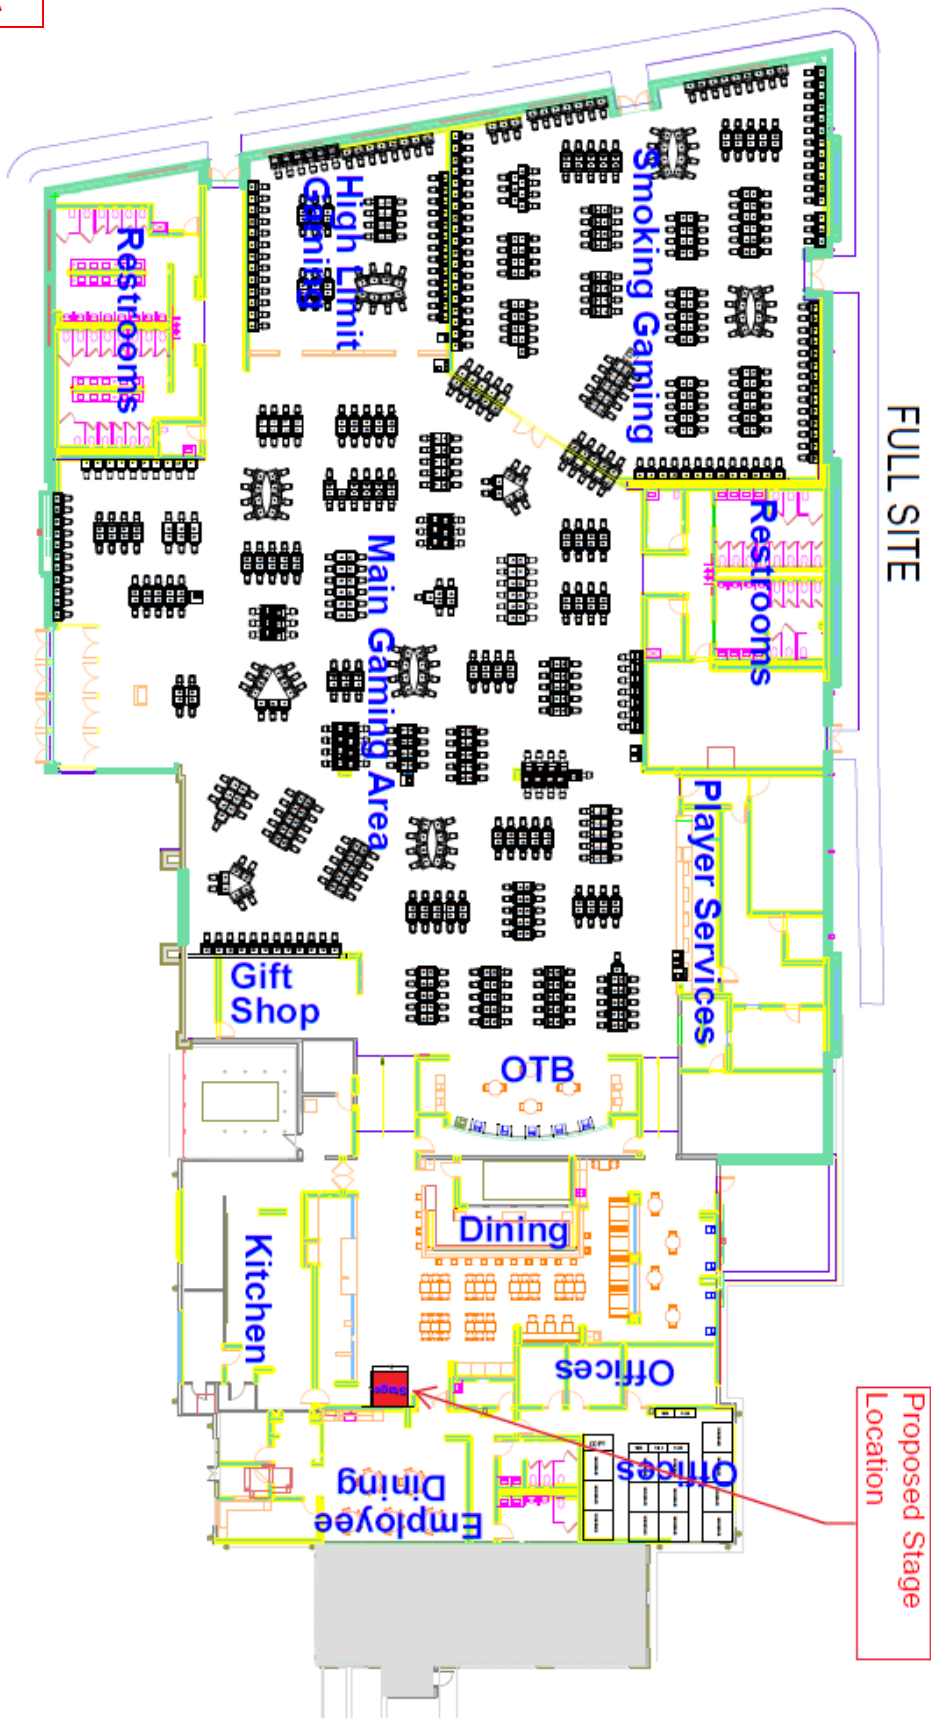 FULL SITE
Smoking Gaming
High Limit
Gaming
Restrooms
Restrooms
Main Gaming Area
Player Services
Gift
Shop
OTB
Dining
Kitchen
Offices
Stage
Proposed Stage
Location
Offices
Employee
Dining